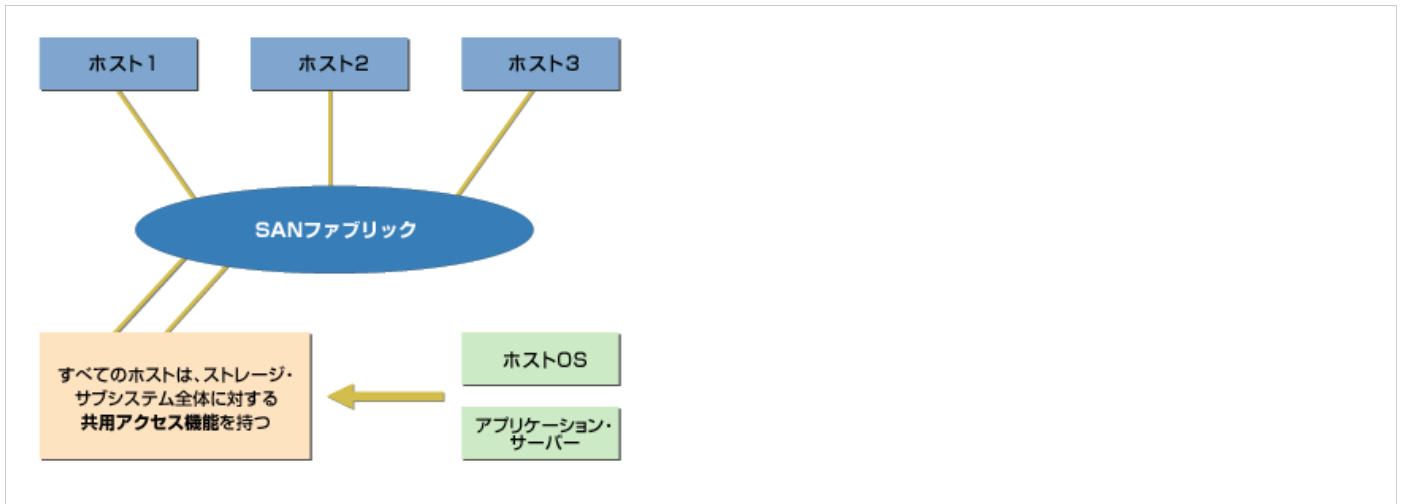 ホスト1
ホスト2
ホスト3
SANファブリック
すべてのホストは、ストレージ・
サブシステム全体に対する
共用アクセス機能を持つ
ホストOS
アプリケーション・
サーバー